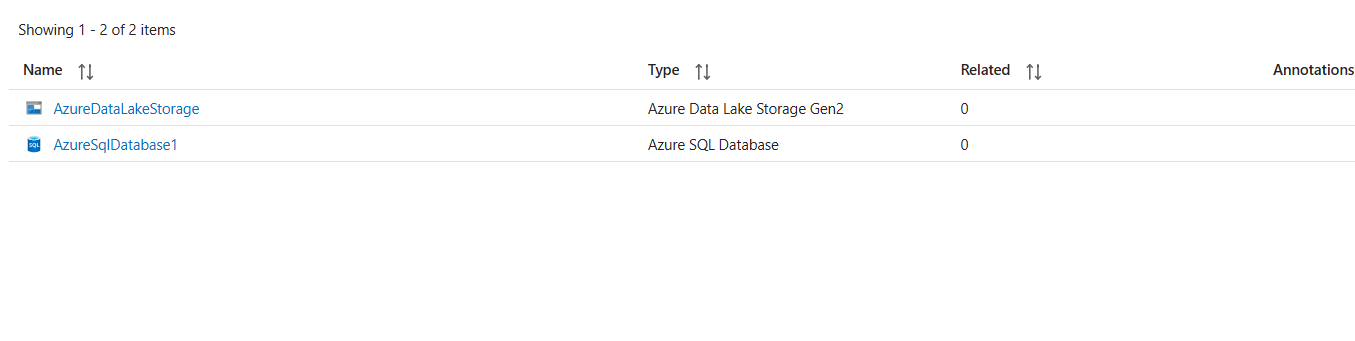 Showing 1 - 2 of 2 items
Name Type Related Annotations
AzureDataLakeStorage Azure Data Lake Storage Gen2 0
SQL AzureSqlDatabase1 Azure SQL Database 0